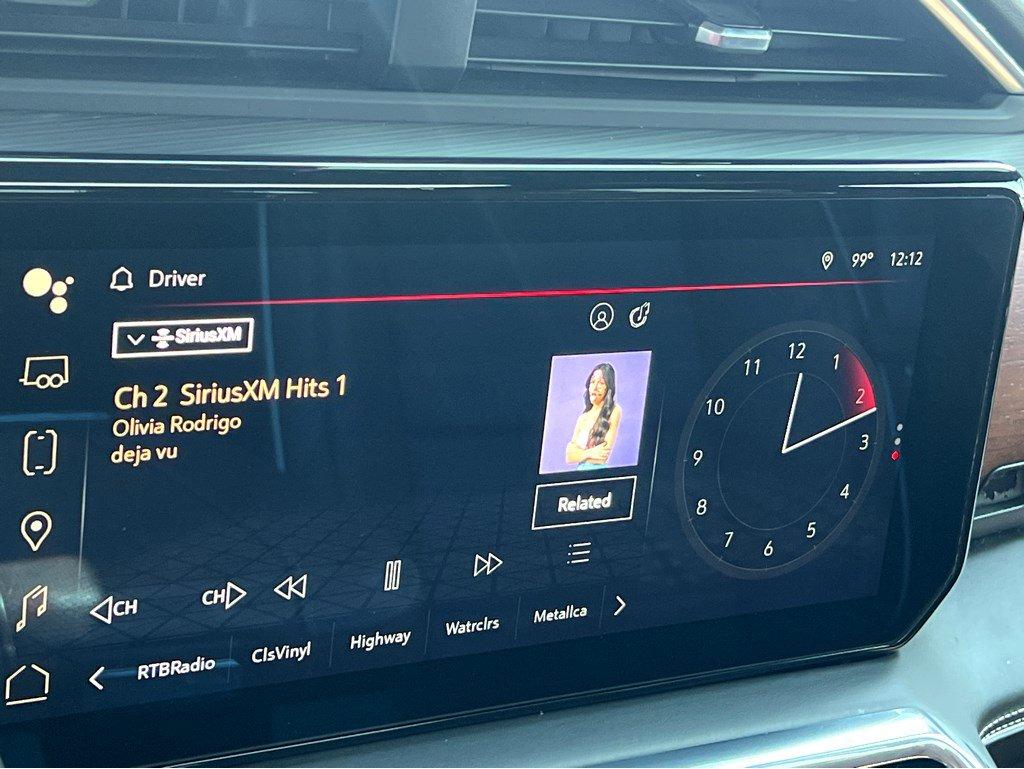 Driver
99° 12:12
SiriusXM
Ch 2 SiriusXM Hits 1
Olivia Rodrigo
deja vu
Related
12
1
2
3
4
5
6
7
8
9
10
11
CH
CH
RTBRadio ClsVinyl Highway Watrclrs Metallca